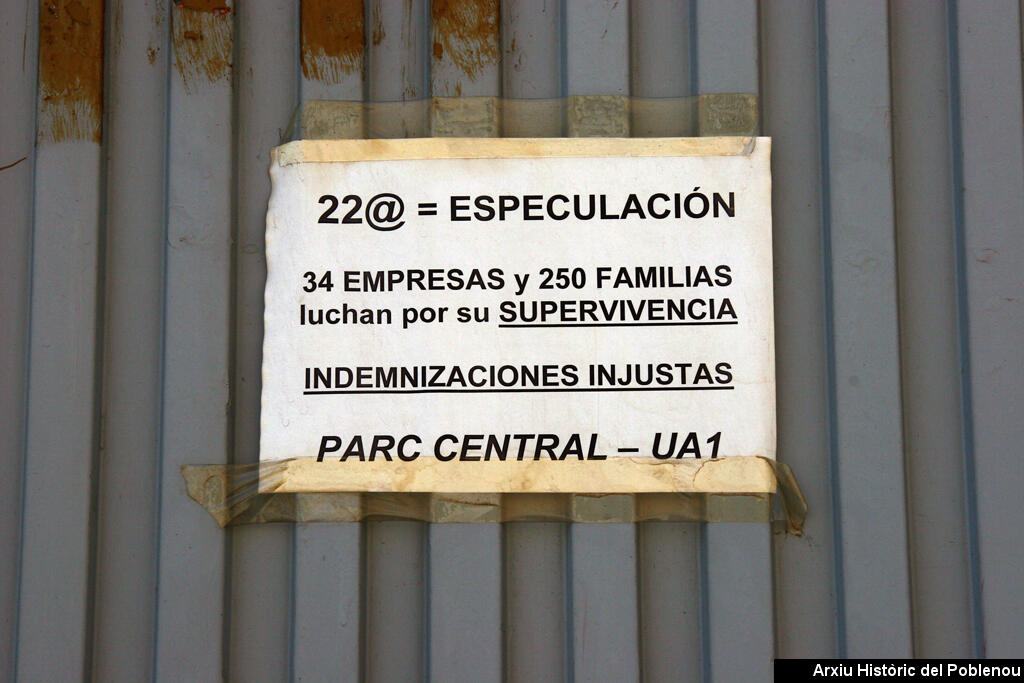 22@ = ESPECULACIÓN
34 EMPRESAS y 250 FAMILIAS
luchan por su SUPERVIVENCIA
INDEMNIZACIONES INJUSTAS
PARC CENTRAL – UA1
Arxiu Històric del Poblenou